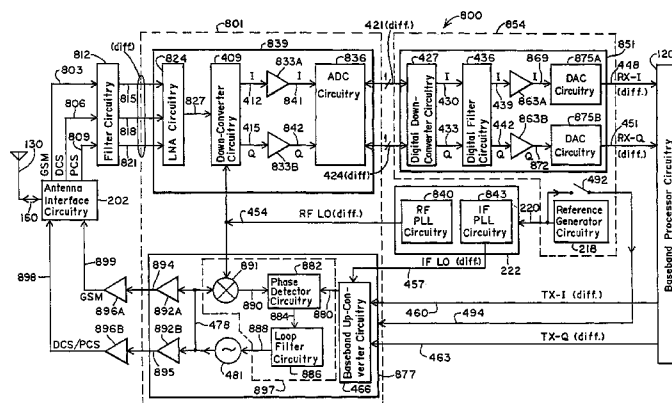 801
421(diff.)
800
854
812
(diff)
824
409
839
833A
836
427
436
869
851
875A
448
120
803
806
809
815
818
821
Filter Circuitry
LNA Circuitry
827
Down-Converter Circuitry
I
412
I
841
ADC Circuitry
415
Q
842
Q
833B
Digital Down-Converter Circuitry
I
430
433
Q
Digital Filter Circuitry
I
439
863A
I
442
863B
Q
872
Q
DAC Circuitry
RX-I (diff.)
875B
DAC Circuitry
451
RX-Q (diff.)
424(diff.)
130
GSM
DCS
PCS
Antenna Interface Circuitry
160
202
454
RF LO(diff.)
840
RF PLL Circuitry
843
IF PLL Circuitry
220
492
Reference Generator Circuitry
218
222
IF LO (diff.)
457
Baseband Processor Circuitry
898
899
GSM
894
896A
892A
896B
892B
895
DCS/PCS
478
891
890
882
Phase Detector Circuitry
880
884
888
Loop Filter Circuitry
886
481
897
466
Baseband Up-Converter Circuitry
877
TX-I (diff.)
460
494
TX-Q (diff.)
463